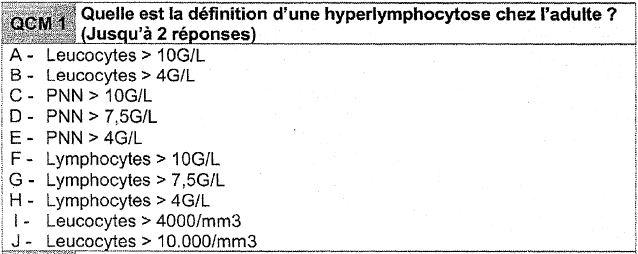 QCM 1 Quelle est la définition d'une hyperlymphocytose chez l'adulte ?
(Jusqu'à 2 réponses)
A - Leucocytes > 10G/L
B - Leucocytes > 4G/L
C - PNN > 10G/L
D - PNN > 7,5G/L
E - PNN > 4G/L
F - Lymphocytes > 10G/L
G - Lymphocytes > 7,5G/L
H - Lymphocytes > 4G/L
I - Leucocytes > 4000/mm3
J - Leucocytes > 10.000/mm3